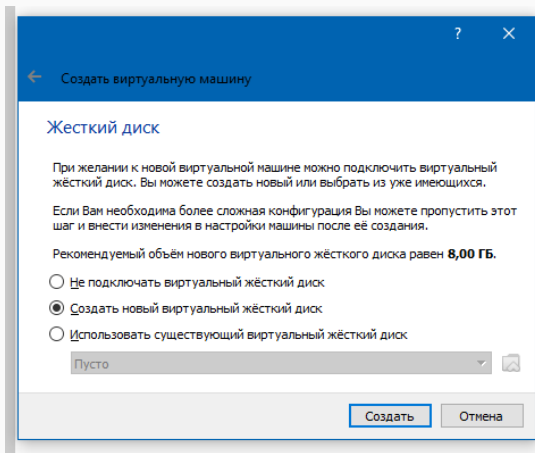 ?
Создать виртуальную машину
Жесткий диск
При желании к новой виртуальной машине можно подключить виртуальный
жёсткий диск. Вы можете создать новый или выбрать из уже имеющихся.
Если Вам необходима более сложная конфигурация Вы можете пропустить этот
шаг и внести изменения в настройки машины после её создания.
Рекомендуемый объём нового виртуального жёсткого диска равен 8,00 ГБ.
Не подключать виртуальный жёсткий диск
Создать новый виртуальный жёсткий диск
Использовать существующий виртуальный жёсткий диск
Пусто
Создать
Отмена